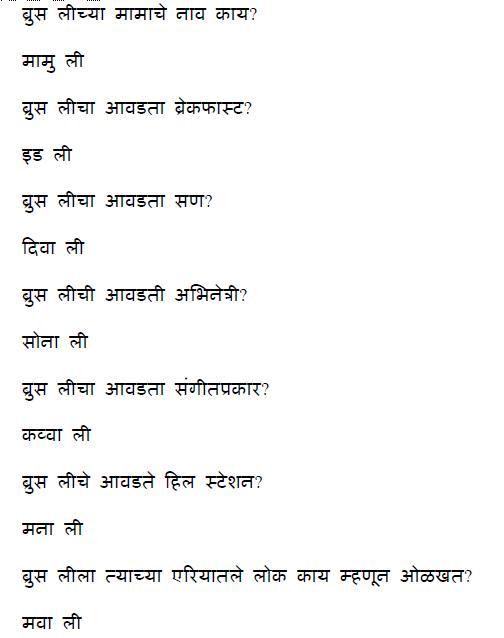 ब्रुस लीच्या मामाचे नाव काय?
मामु ली
ब्रुस लीचा आवडता ब्रेकफास्ट?
इड ली
ब्रुस लीचा आवडता सण?
दिवा ली
ब्रुस लीची आवडती अभिनेत्री?
सोना ली
ब्रुस लीचा आवडता संगीतप्रकार?
कव्वा ली
ब्रुस लीचे आवडते हिल स्टेशन?
मना ली
ब्रुस लीला त्याच्या एरियातले लोक काय म्हणून ओळखत?
मवा ली